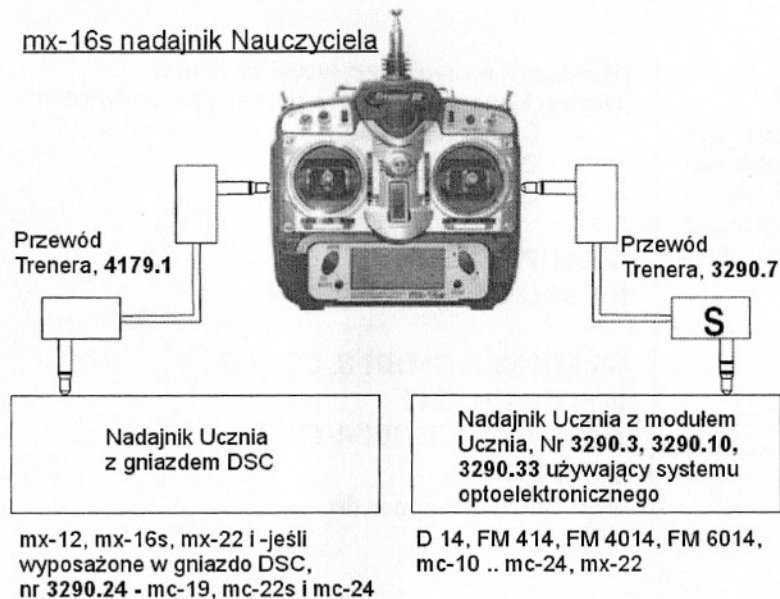 mx-16s nadajnik Nauczyciela
Przewód
Trenera, 4179.1
Przewód
Trenera, 3290.7
S
Nadajnik Ucznia
z gniazdem DSC
Nadajnik Ucznia z modułem
Ucznia, Nr 3290.3, 3290.10,
3290.33 używający systemu
optoelektronicznego
mx-12, mx-16s, mx-22 i -jeśli
wyposażone w gniazdo DSC,
nr 3290.24 - mc-19, mc-22s i mc-24
D 14, FM 414, FM 4014, FM 6014,
mc-10 .. mc-24, mx-22